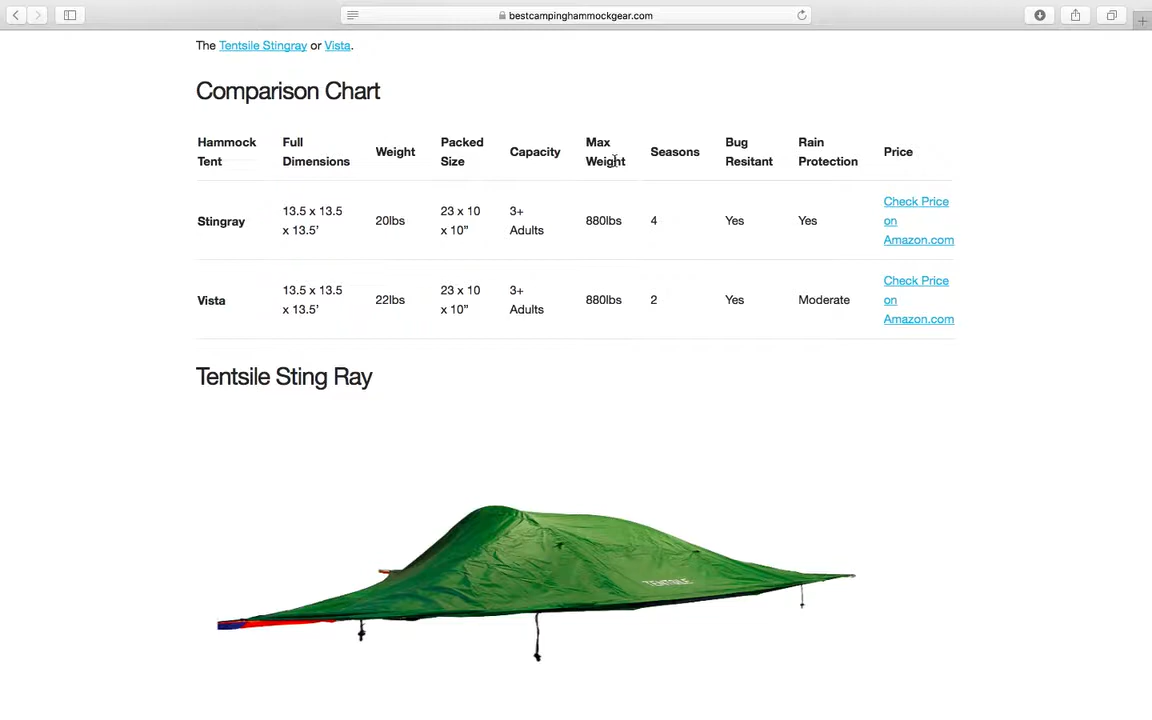 bestcampinghammockgear.com
The Tentsile Stingray or Vista.
Comparison Chart
Hammock Tent Full Dimensions Weight Packed Size Capacity Max Weight Seasons Bug Resitant Rain Protection Price
Stingray 13.5 x 13.5 x 13.5’ 20lbs 23 x 10 x 10” 3+ Adults 880lbs 4 Yes Yes Check Price on Amazon.com
Vista 13.5 x 13.5 x 13.5’ 22lbs 23 x 10 x 10” 3+ Adults 880lbs 2 Yes Moderate Check Price on Amazon.com
Tentsile Sting Ray
TENTSILE